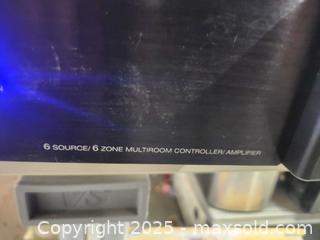 6 SOURCE/ 6 ZONE MULTIROOM CONTROLLER/ AMPLIFIER
Copyright 2025 - maxsold.com